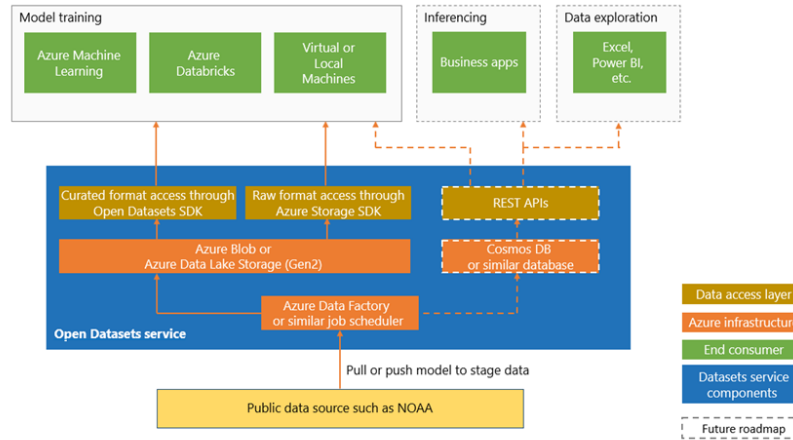 Model training
Inferencing
Data exploration
Azure Machine
Learning
Azure
Databricks
Virtual or
Local
Machines
Business apps
Excel,
Power BI,
etc.
Curated format access through
Open Datasets SDK
Raw format access through
Azure Storage SDK
REST APIs
Azure Blob or
Azure Data Lake Storage (Gen2)
Cosmos DB
or similar database
Azure Data Factory
or similar job scheduler
Open Datasets service
Pull or push model to stage data
Public data source such as NOAA
Data access layer
Azure infrastructure
End consumer
Datasets service
components
Future roadmap